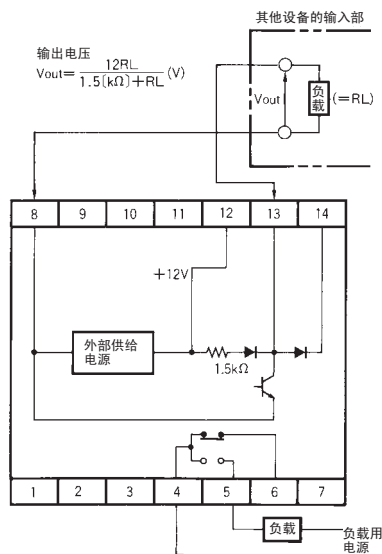 其他设备的输入部
输出电压
Vout= 12RL / 1.5[kΩ]+RL (V)
Vout
负载
(=RL)
8 9 10 11 12 13 14
+12V
外部供给
电源
1.5kΩ
1 2 3 4 5 6 7
负载
负载用
电源